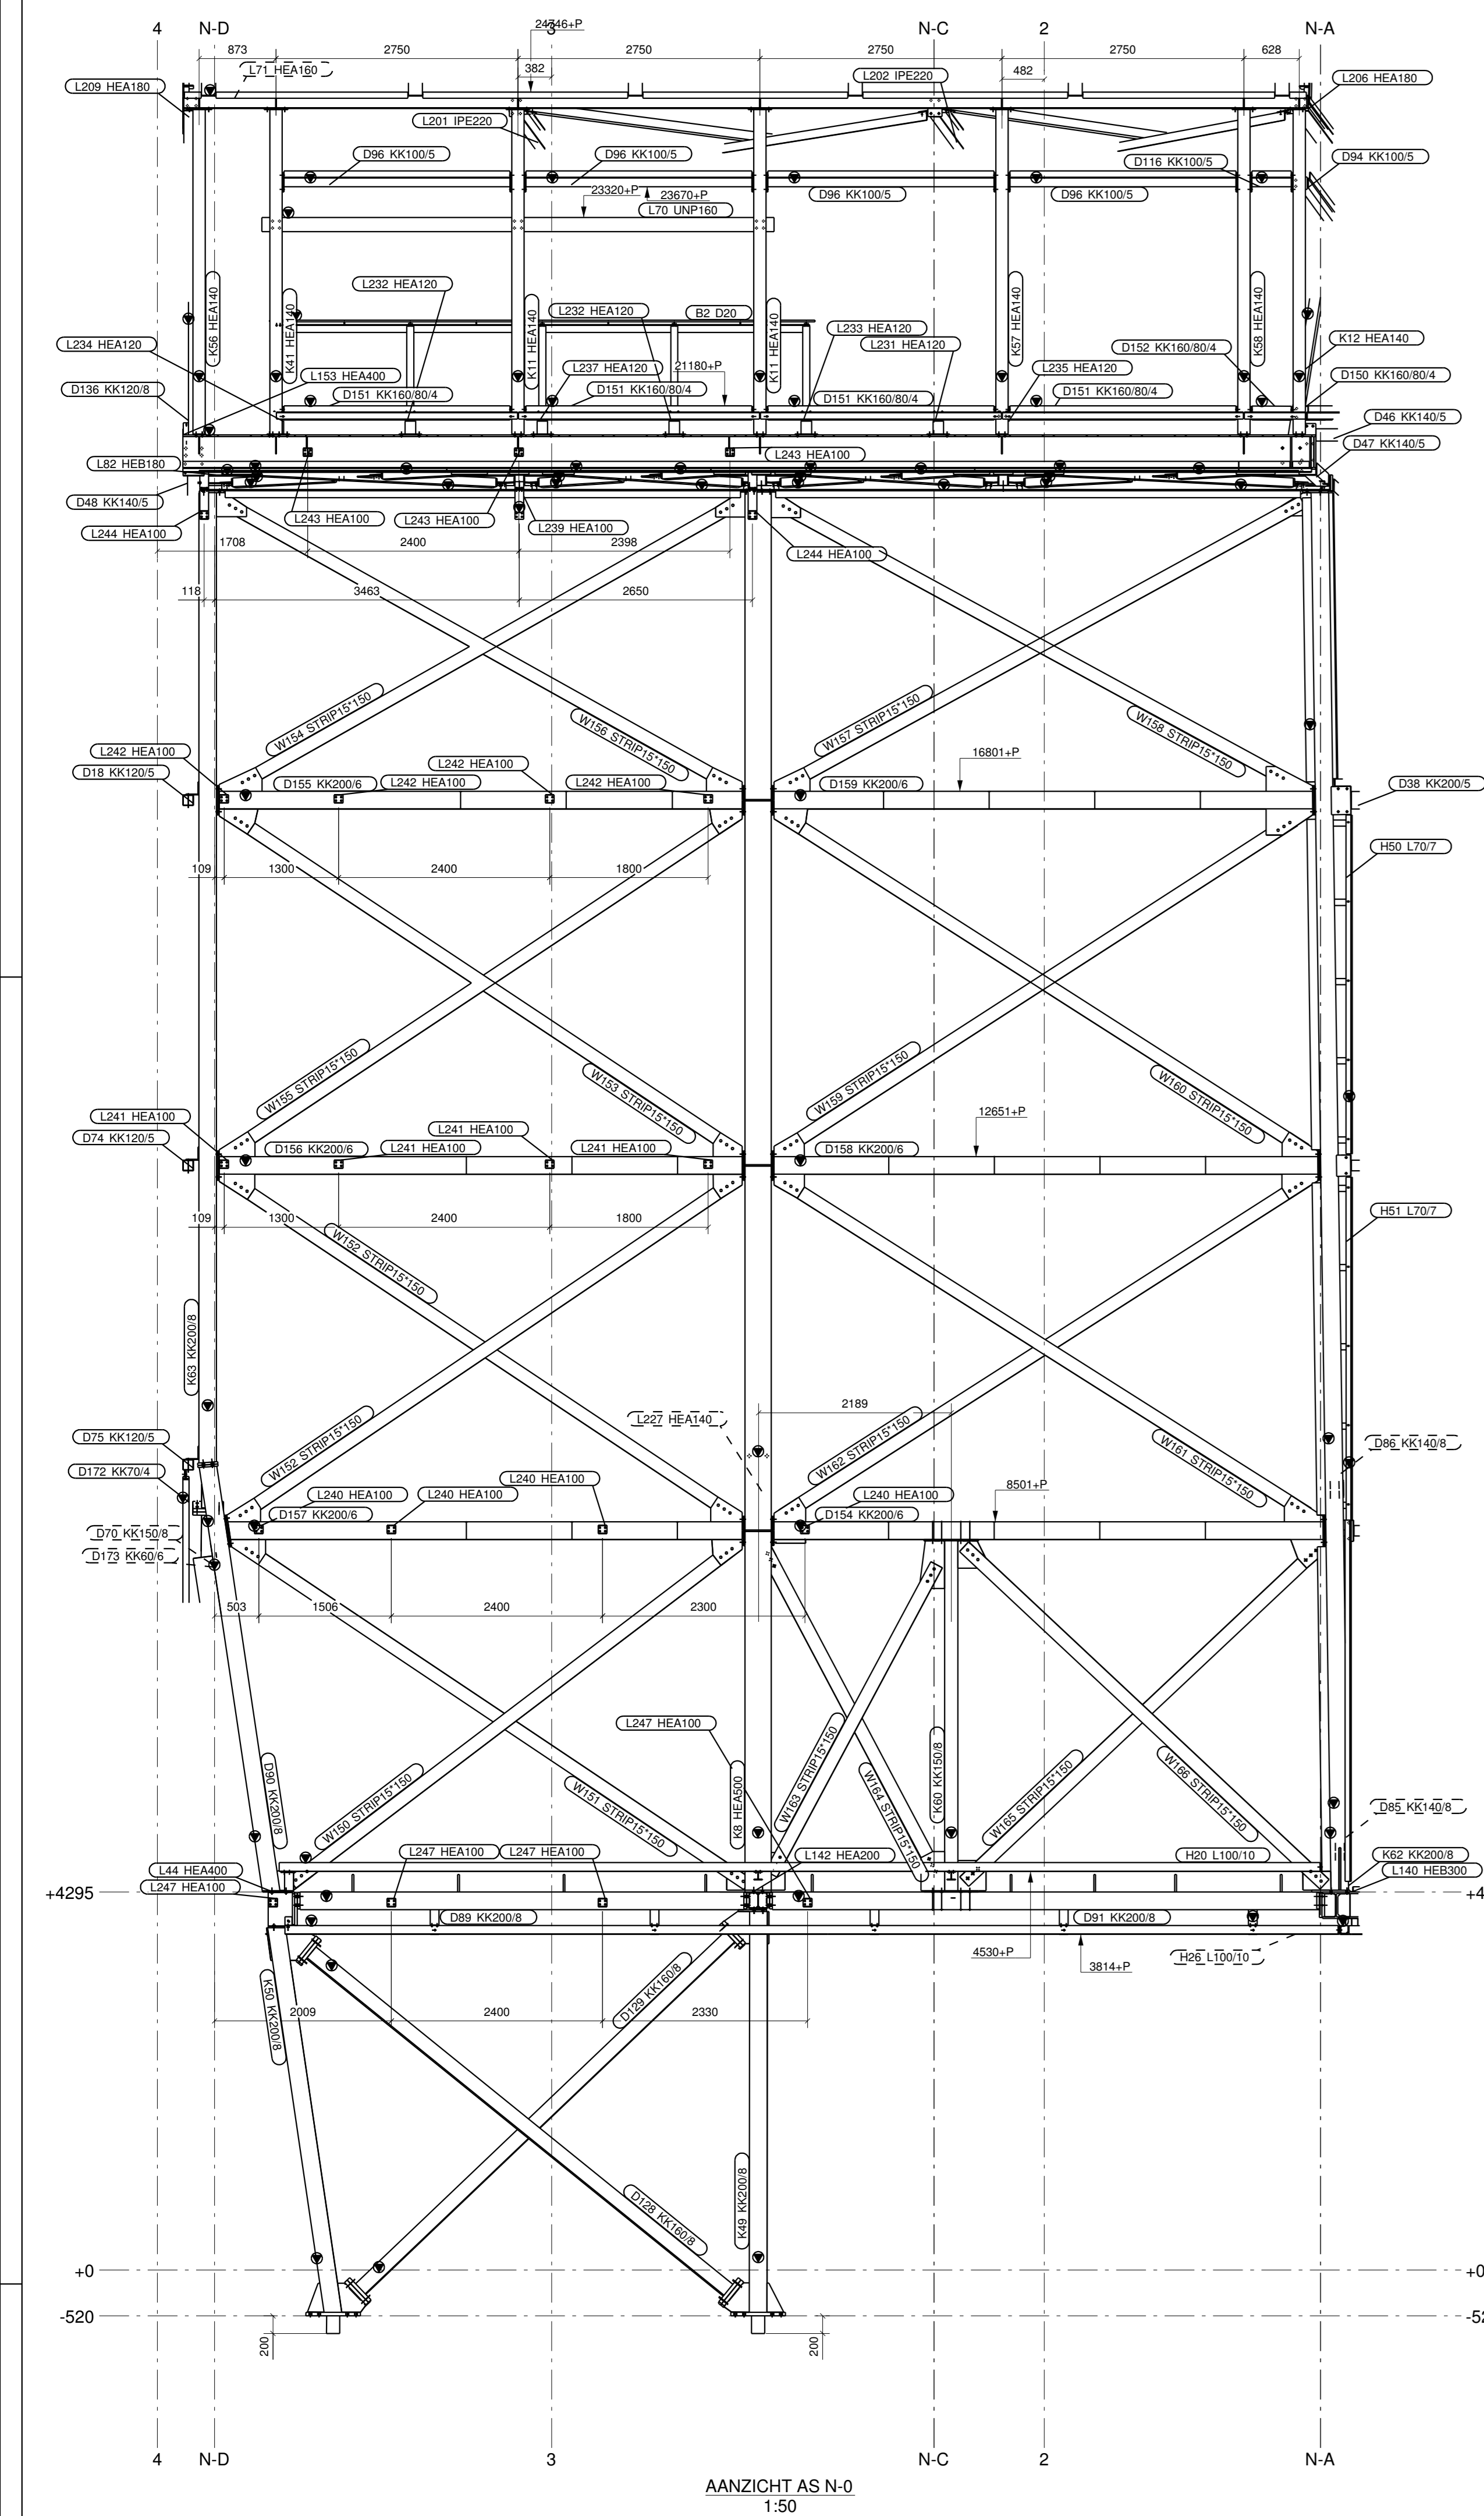 4 N-D 3 N-C 2 N-A
24746+P
873 2750 2750 2750 2750 628
382 482
L71 HEA160
L202 IPE220
L209 HEA180
L206 HEA180
L201 IPE220
D96 KK100/5
D96 KK100/5
D116 KK100/5
D94 KK100/5
23320+P
23670+P
D96 KK100/5
D96 KK100/5
L70 UNP160
K56 HEA140
K41 HEA140
K11 HEA140
K11 HEA140
K57 HEA140
K58 HEA140
L232 HEA120
L232 HEA120
B2 D20
L233 HEA120
L231 HEA120
L234 HEA120
D152 KK160/80/4
K12 HEA140
L153 HEA400
L237 HEA120
21180+P
L235 HEA120
D150 KK160/80/4
D136 KK120/8
D151 KK160/80/4
D151 KK160/80/4
D151 KK160/80/4
D151 KK160/80/4
D46 KK140/5
D47 KK140/5
L243 HEA100
L82 HEB180
D48 KK140/5
L243 HEA100
L243 HEA100
L239 HEA100
L244 HEA100
L244 HEA100
1708 2400 2398
118 3463 2650
W154 STRIP15*150
W156 STRIP15*150
W157 STRIP15*150
W158 STRIP15*150
L242 HEA100
L242 HEA100
16801+P
D18 KK120/5
D155 KK200/6
L242 HEA100
L242 HEA100
D159 KK200/6
D38 KK200/5
H50 L70/7
109 1300 2400 1800
W155 STRIP15*150
W153 STRIP15*150
W159 STRIP15*150
W160 STRIP15*150
L241 HEA100
L241 HEA100
12651+P
D74 KK120/5
D156 KK200/6
L241 HEA100
L241 HEA100
D158 KK200/6
H51 L70/7
109 1300 2400 1800
W152 STRIP15*150
K63 KK200/8
2189
L227 HEA140
D75 KK120/5
W152 STRIP15*150
W162 STRIP15*150
W161 STRIP15*150
D86 KK140/8
D172 KK70/4
L240 HEA100
L240 HEA100
L240 HEA100
L240 HEA100
8501+P
D157 KK200/6
D154 KK200/6
D70 KK150/8
D173 KK60/6
503 1506 2400 2300
L247 HEA100
D90 KK200/8
W150 STRIP15*150
W151 STRIP15*150
K8 HEA500
W163 STRIP15*150
W164 STRIP15*150
K60 KK150/8
W165 STRIP15*150
W166 STRIP15*150
D85 KK140/8
L247 HEA100
L247 HEA100
L142 HEA200
H20 L100/10
K62 KK200/8
L44 HEA400
L140 HEB300
L247 HEA100
+4295
+4
D89 KK200/8
D91 KK200/8
4530+P
3814+P
H26 L100/10
K50 KK200/8
D129 KK160/8
2009 2400 2330
D128 KK160/8
K49 KK200/8
+0
+0
-520
200
200
4 N-D 3 N-C 2 N-A
AANZICHT AS N-0
1:50